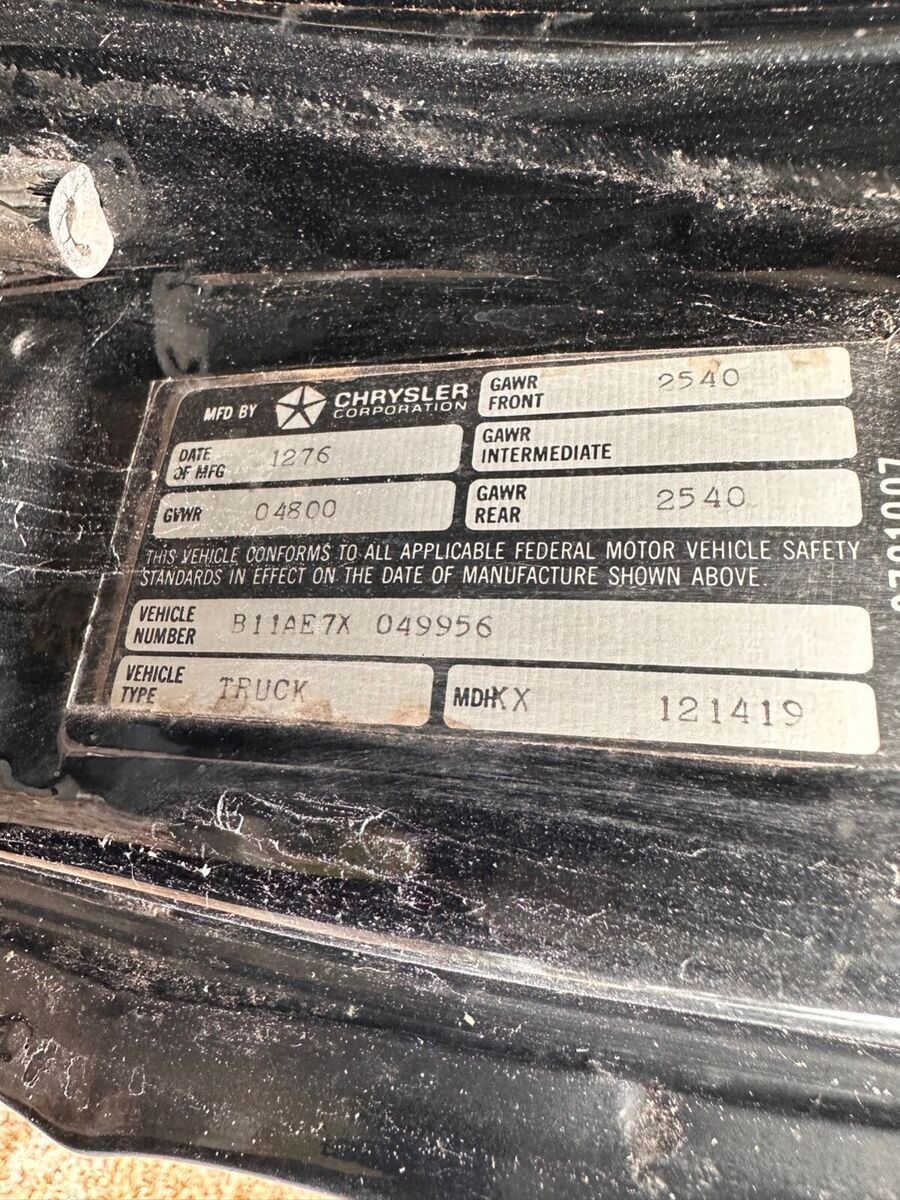 MFD BY CHRYSLER CORPORATION
GAWR FRONT 2540
DATE OF MFG 1276
GAWR INTERMEDIATE
GVWR 04800
GAWR REAR 2540
THIS VEHICLE CONFORMS TO ALL APPLICABLE FEDERAL MOTOR VEHICLE SAFETY
STANDARDS IN EFFECT ON THE DATE OF MANUFACTURE SHOWN ABOVE.
VEHICLE NUMBER B11AE7X 049956
VEHICLE TYPE TRUCK
MDH KX 121419